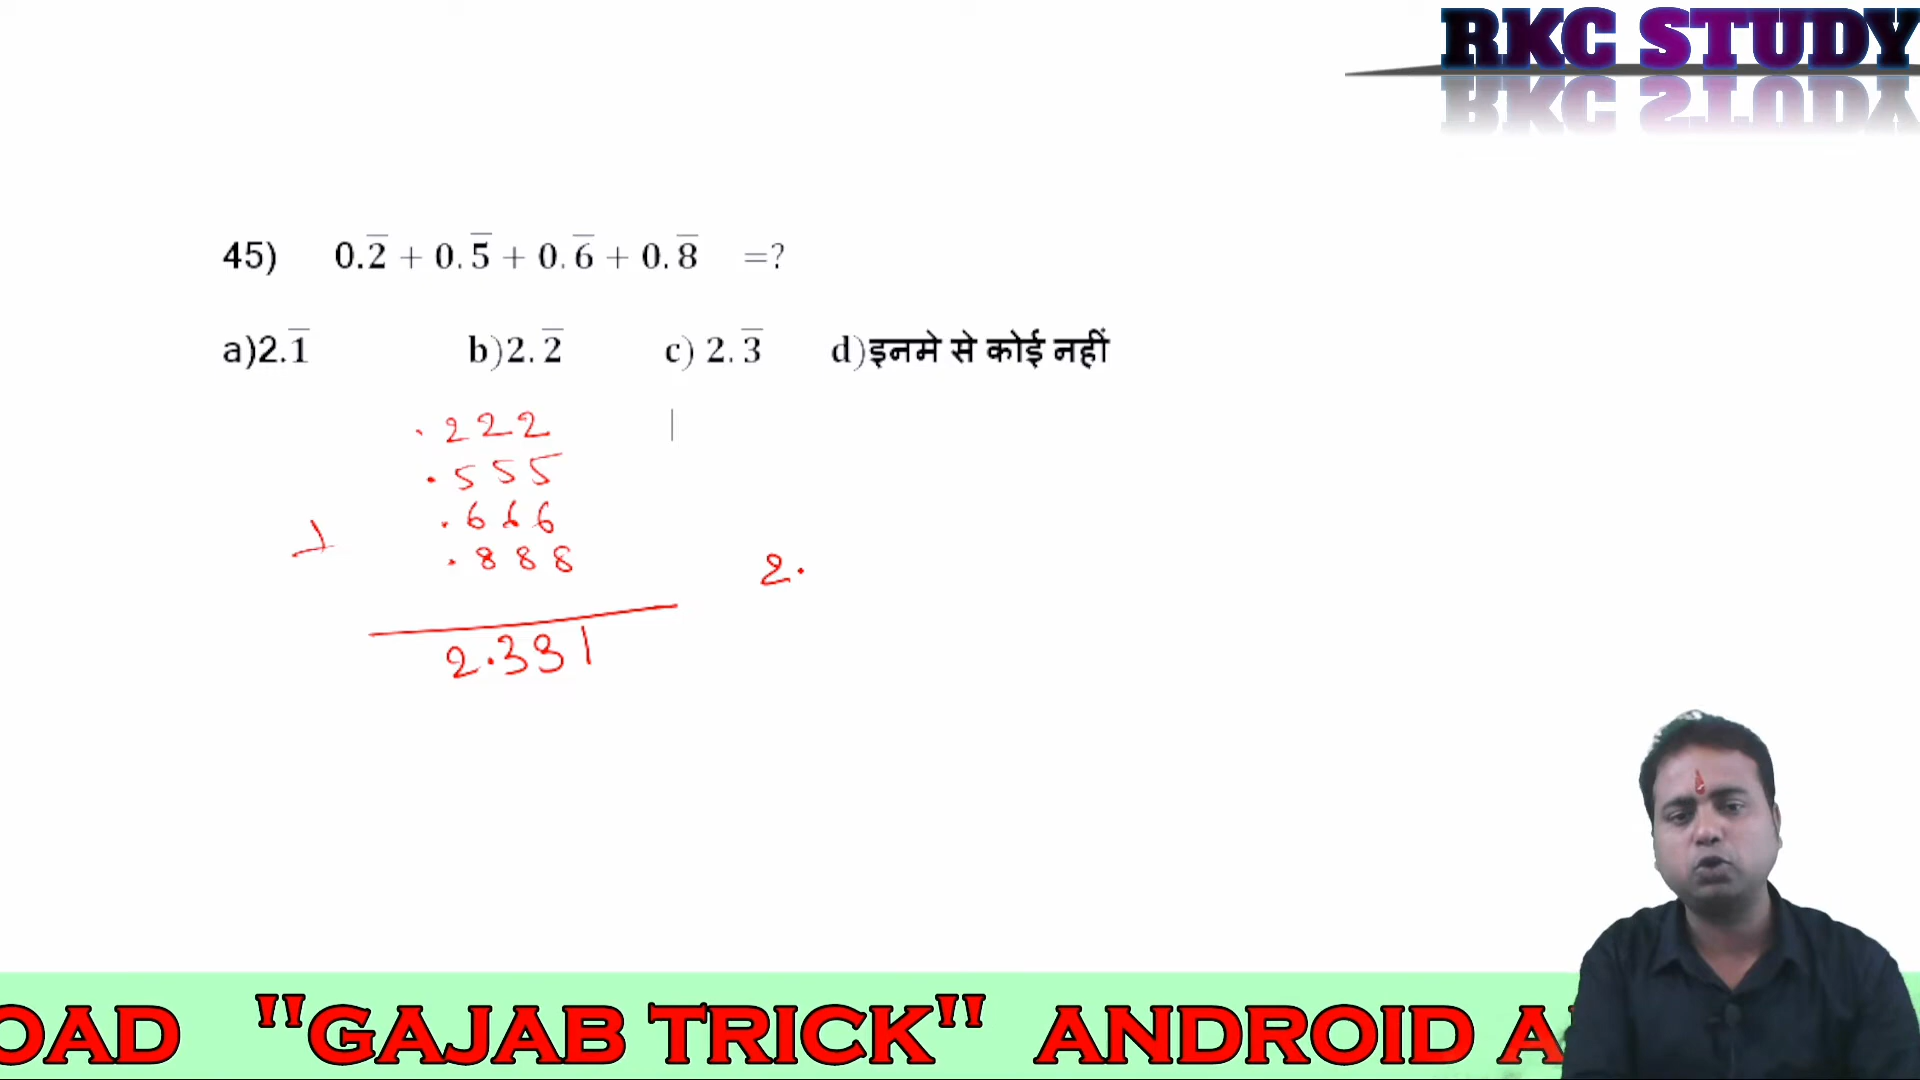 RKC STUDY
45) 0.2̅ + 0.5̅ + 0.6̅ + 0.8̅ =?
a)2.1̅ b)2.2̅ c) 2.3̅ d)इनमे से कोई नहीं
.222
.555
.666
.888
2.331
2.
OAD "GAJAB TRICK" ANDROID A